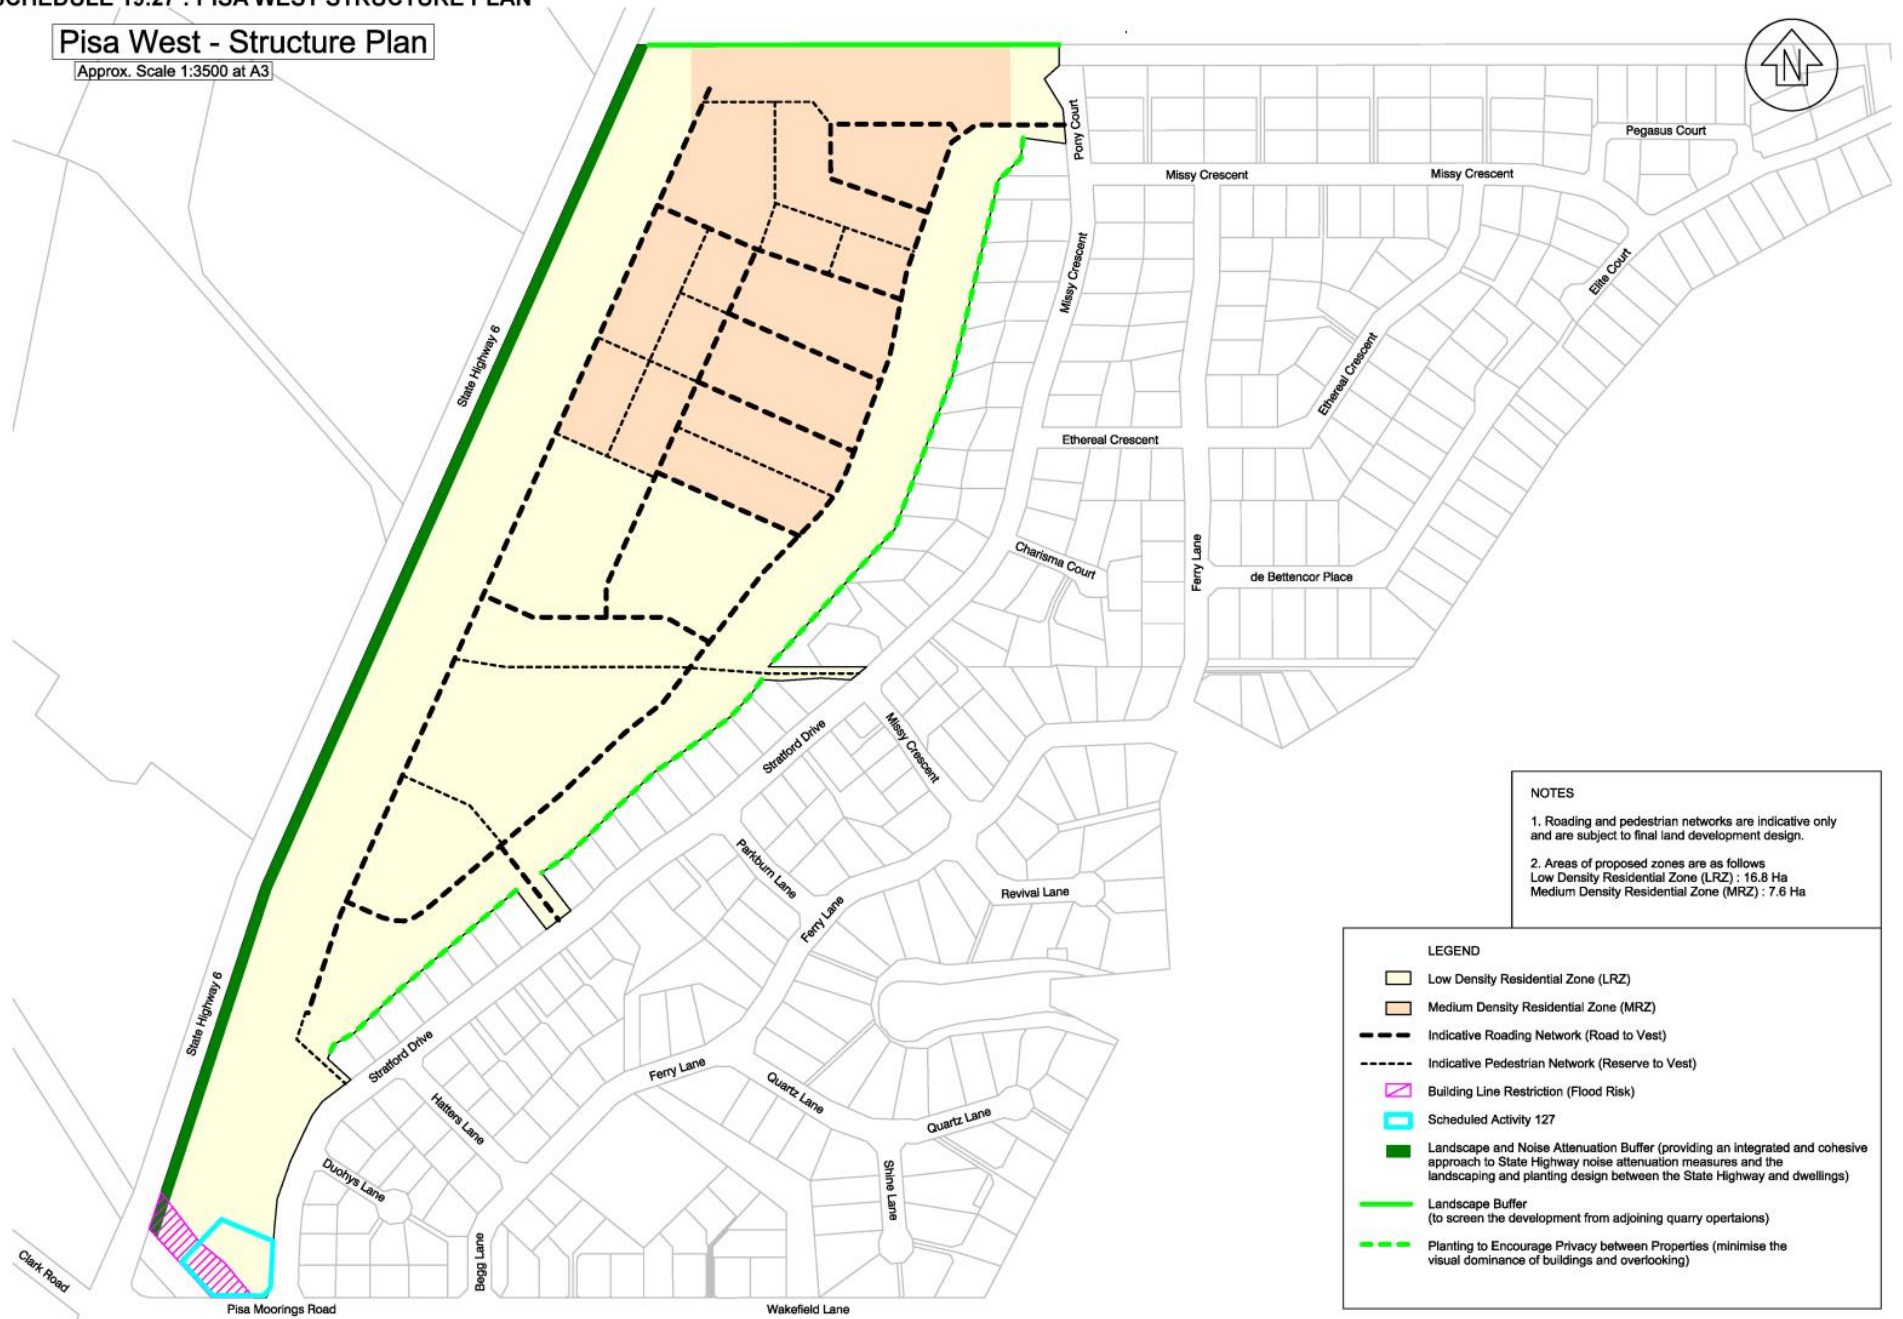 SCHEDULE 19.27 : PISA WEST STRUCTURE PLAN
Pisa West - Structure Plan
Approx. Scale 1:3500 at A3
N
Pony Court
Pegasus Court
Missy Crescent
Missy Crescent
Missy Crescent
Elite Court
State Highway 6
Ethereal Crescent
Ethereal Crescent
Charisma Court
Ferry Lane
de Bettencor Place
Missy Crescent
Stratford Drive
Parkburn Lane
Ferry Lane
Revival Lane
State Highway 6
Stratford Drive
Ferry Lane
Quartz Lane
Hatters Lane
Quartz Lane
Duohys Lane
Shine Lane
Begg Lane
Clark Road
Pisa Moorings Road
Wakefield Lane
NOTES
1. Roading and pedestrian networks are indicative only
and are subject to final land development design.
2. Areas of proposed zones are as follows
Low Density Residential Zone (LRZ) : 16.8 Ha
Medium Density Residential Zone (MRZ) : 7.6 Ha
LEGEND
Low Density Residential Zone (LRZ)
Medium Density Residential Zone (MRZ)
Indicative Roading Network (Road to Vest)
Indicative Pedestrian Network (Reserve to Vest)
Building Line Restriction (Flood Risk)
Scheduled Activity 127
Landscape and Noise Attenuation Buffer (providing an integrated and cohesive
approach to State Highway noise attenuation measures and the
landscaping and planting design between the State Highway and dwellings)
Landscape Buffer
(to screen the development from adjoining quarry opertaions)
Planting to Encourage Privacy between Properties (minimise the
visual dominance of buildings and overlooking)